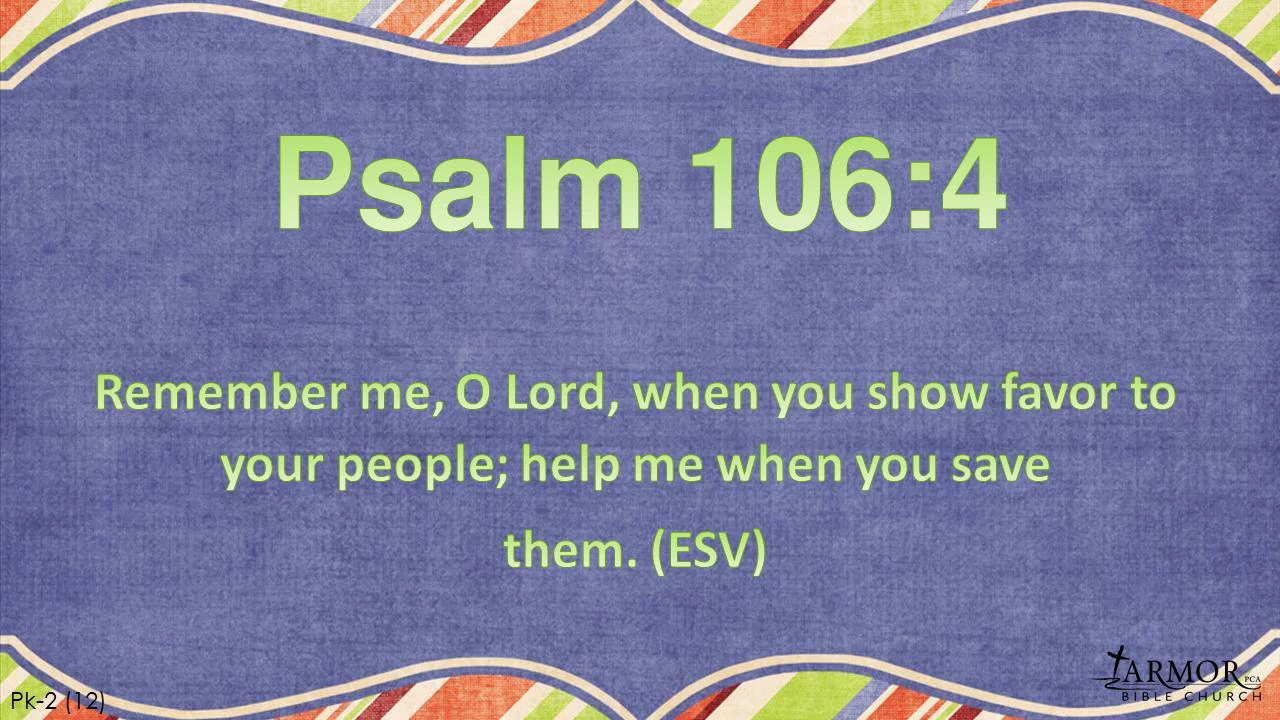 Psalm 106:4
Remember me, O Lord, when you show favor to
your people; help me when you save
them. (ESV)
Pk-2 (12)
ARMOR PCA
BIBLE CHURCH